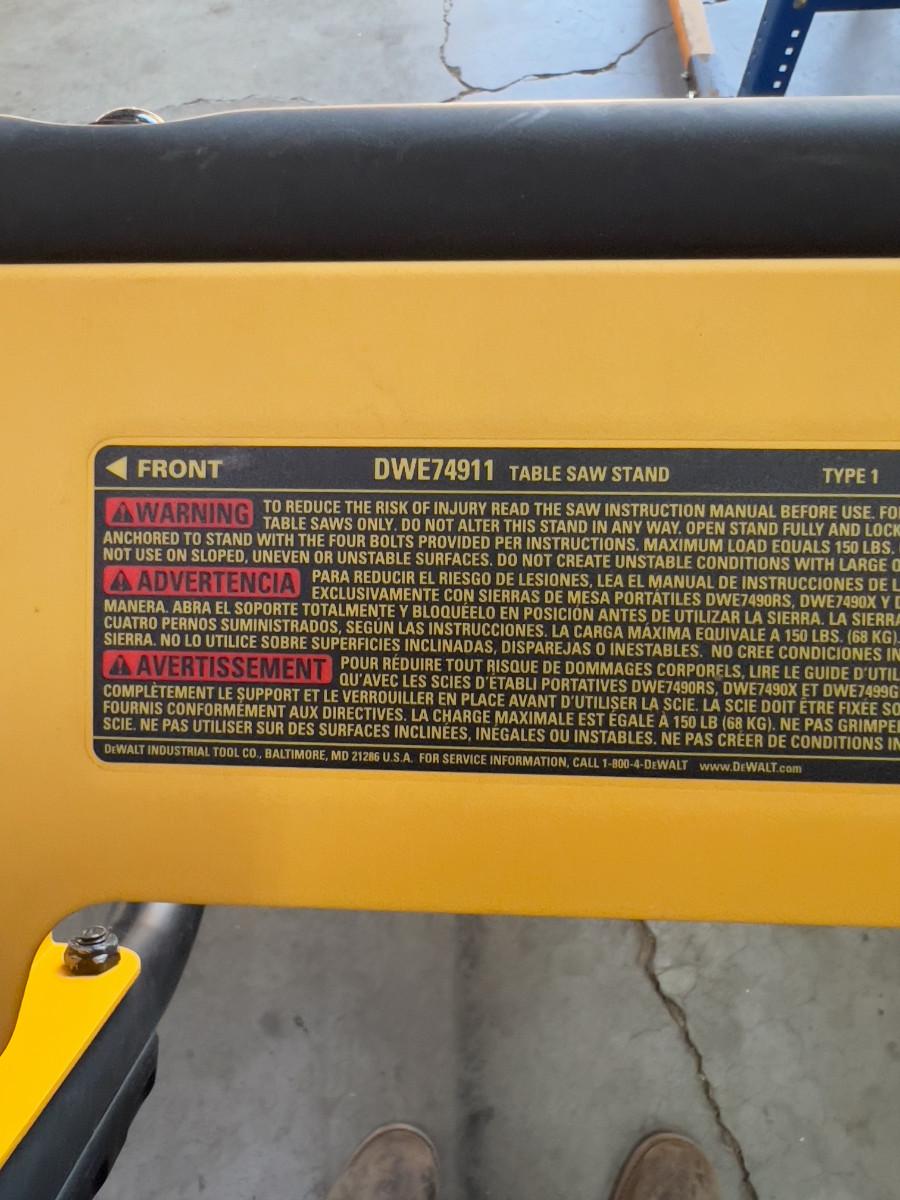 FRONT DWE74911 TABLE SAW STAND TYPE 1
WARNING TO REDUCE THE RISK OF INJURY READ THE SAW INSTRUCTION MANUAL BEFORE USE.
TABLE SAWS ONLY. DO NOT ALTER THIS STAND IN ANY WAY. OPEN STAND FULLY AND LOCK
ANCHORED TO STAND WITH THE FOUR BOLTS PROVIDED PER INSTRUCTIONS. MAXIMUM LOAD EQUALS 150 LBS.
NOT USE ON SLOPED, UNEVEN OR UNSTABLE SURFACES. DO NOT CREATE UNSTABLE CONDITIONS WITH LARGE
ADVERTENCIA PARA REDUCIR EL RIESGO DE LESIONES, LEA EL MANUAL DE INSTRUCCIONES DE
EXCLUSIVAMENTE CON SIERRAS DE MESA PORTÁTILES DWE7490RS, DWE7490X Y
MANERA. ABRA EL SOPORTE TOTALMENTE Y BLOQUÉELO EN POSICIÓN ANTES DE UTILIZAR LA SIERRA. LA
CUATRO PERNOS SUMINISTRADOS, SEGÚN LAS INSTRUCCIONES. LA CARGA MÁXIMA EQUIVALE A 150 LBS. (68 KG).
SIERRA. NO LO UTILICE SOBRE SUPERFICIES INCLINADAS, DISPAREJAS O INESTABLES. NO CREE CONDICIONES
AVERTISSEMENT POUR RÉDUIRE TOUT RISQUE DE DOMMAGES CORPORELS, LIRE LE GUIDE
QU'AVEC LES SCIES D'ÉTABLI PORTATIVES DWE7490RS, DWE7490X ET DWE7499G
COMPLÈTEMENT LE SUPPORT ET LE VERROUILLER EN PLACE AVANT D'UTILISER LA SCIE. LA SCIE DOIT ÊTRE FIXÉE
FOURNIS CONFORMÉMENT AUX DIRECTIVES. LA CHARGE MAXIMALE EST ÉGALE À 150 LB (68 KG). NE PAS
SCIE. NE PAS UTILISER SUR DES SURFACES INCLINÉES, INÉGALES OU INSTABLES. NE PAS CRÉER DE CONDITIONS
DEWALT INDUSTRIAL TOOL CO., BALTIMORE, MD 21286 U.S.A. FOR SERVICE INFORMATION, CALL 1-800-4-DEWALT www.DEWALT.com